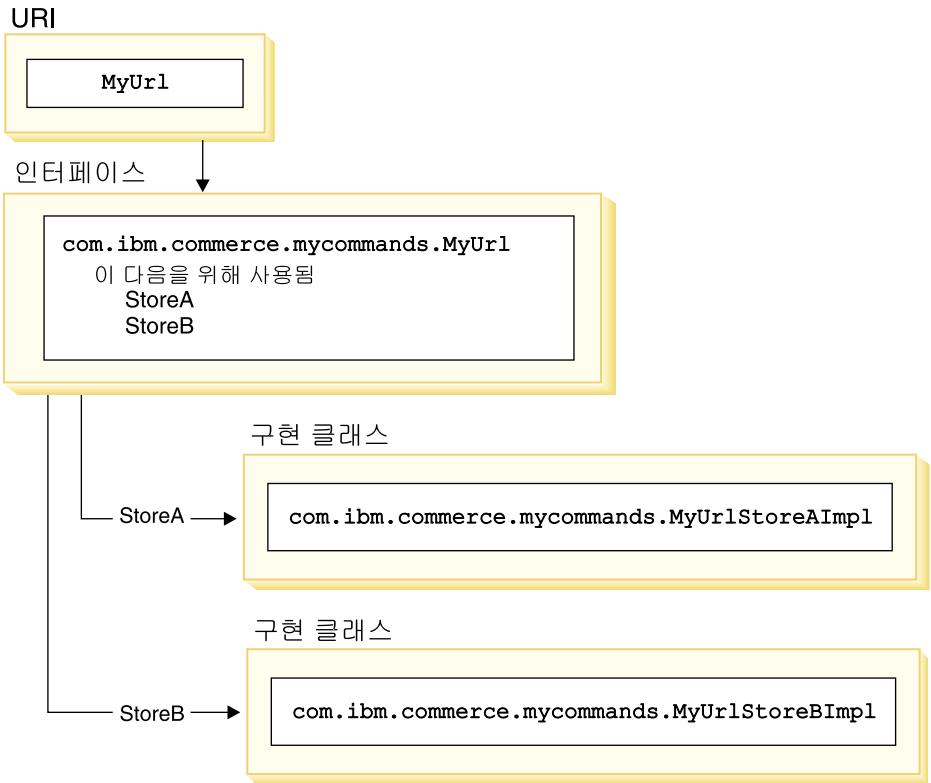 URI
MyUrl
인터페이스
com.ibm.commerce.mycommands.MyUrl
이 다음을 위해 사용됨
StoreA
StoreB
구현 클래스
StoreA
com.ibm.commerce.mycommands.MyUrlStoreAImpl
구현 클래스
StoreB
com.ibm.commerce.mycommands.MyUrlStoreBImpl